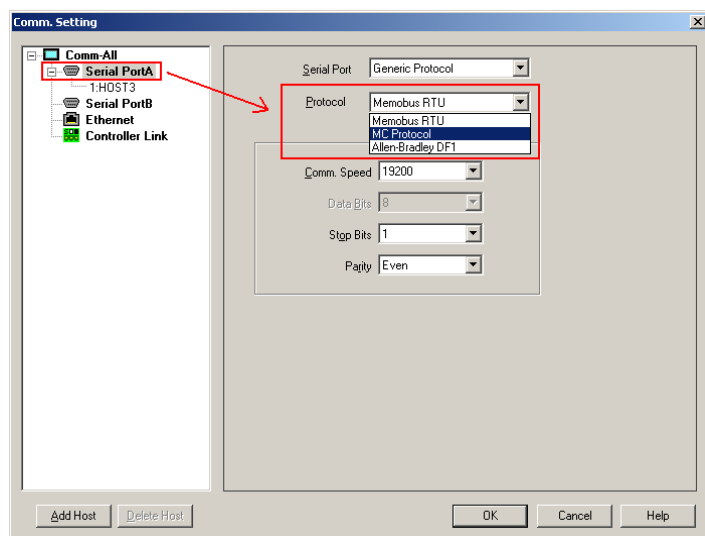 Comm. Setting
Comm-All
Serial PortA
1:HOST3
Serial PortB
Ethernet
Controller Link
Serial Port Generic Protocol
Protocol Memobus RTU
Memobus RTU
MC Protocol
Allen-Bradley DF1
Comm. Speed 19200
Data Bits 8
Stop Bits 1
Parity Even
Add Host Delete Host OK Cancel Help